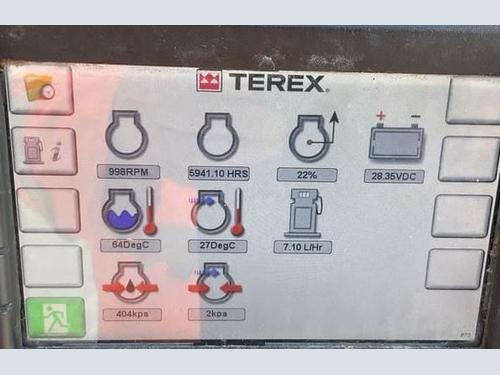 TEREX®
998RPM
5941.10 HRS
22%
28.35VDC
64DegC
27DegC
7.10 L/Hr
404kpa
2kpa